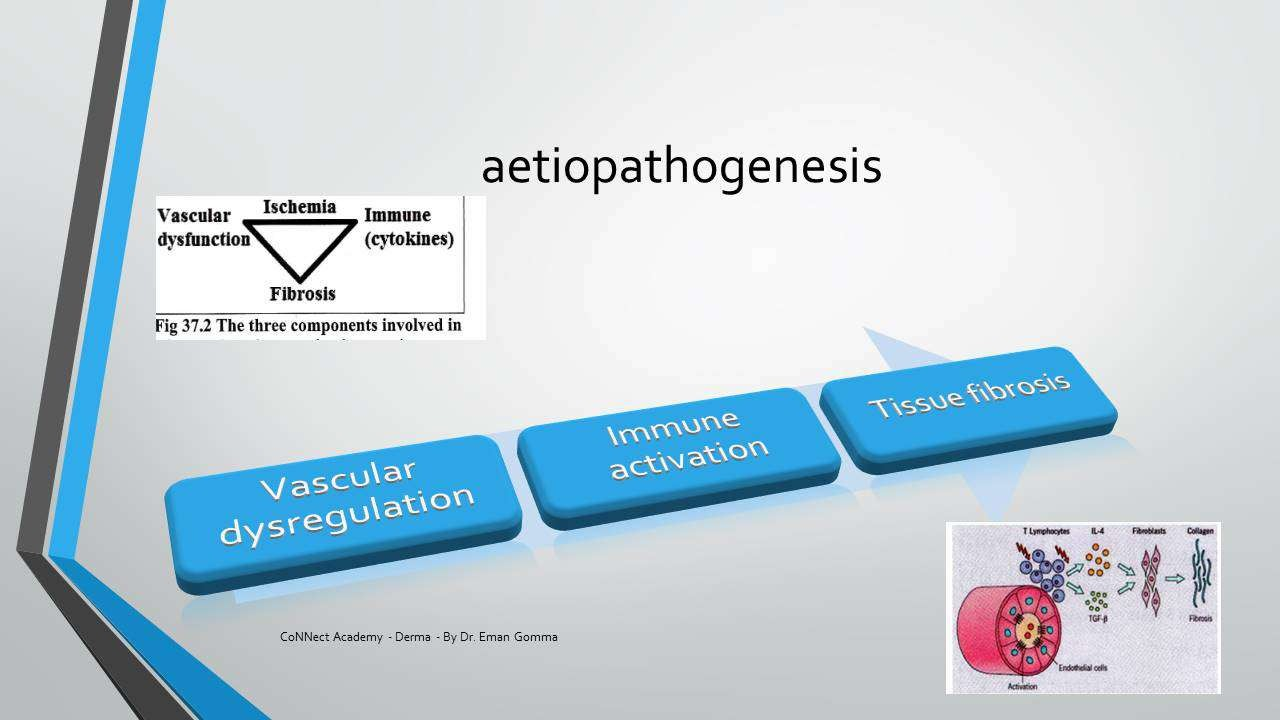 aetiopathogenesis
Ischemia
Vascular
dysfunction
Immune
(cytokines)
Fibrosis
Fig 37.2 The three components involved in
Vascular
dysregulation
Immune
activation
Tissue fibrosis
T Lymphocytes IL-4 Fibroblasts Collagen
TGF-β
Fibrosis
Endothelial cells
Activation
CoNNect Academy - Derma - By Dr. Eman Gomma